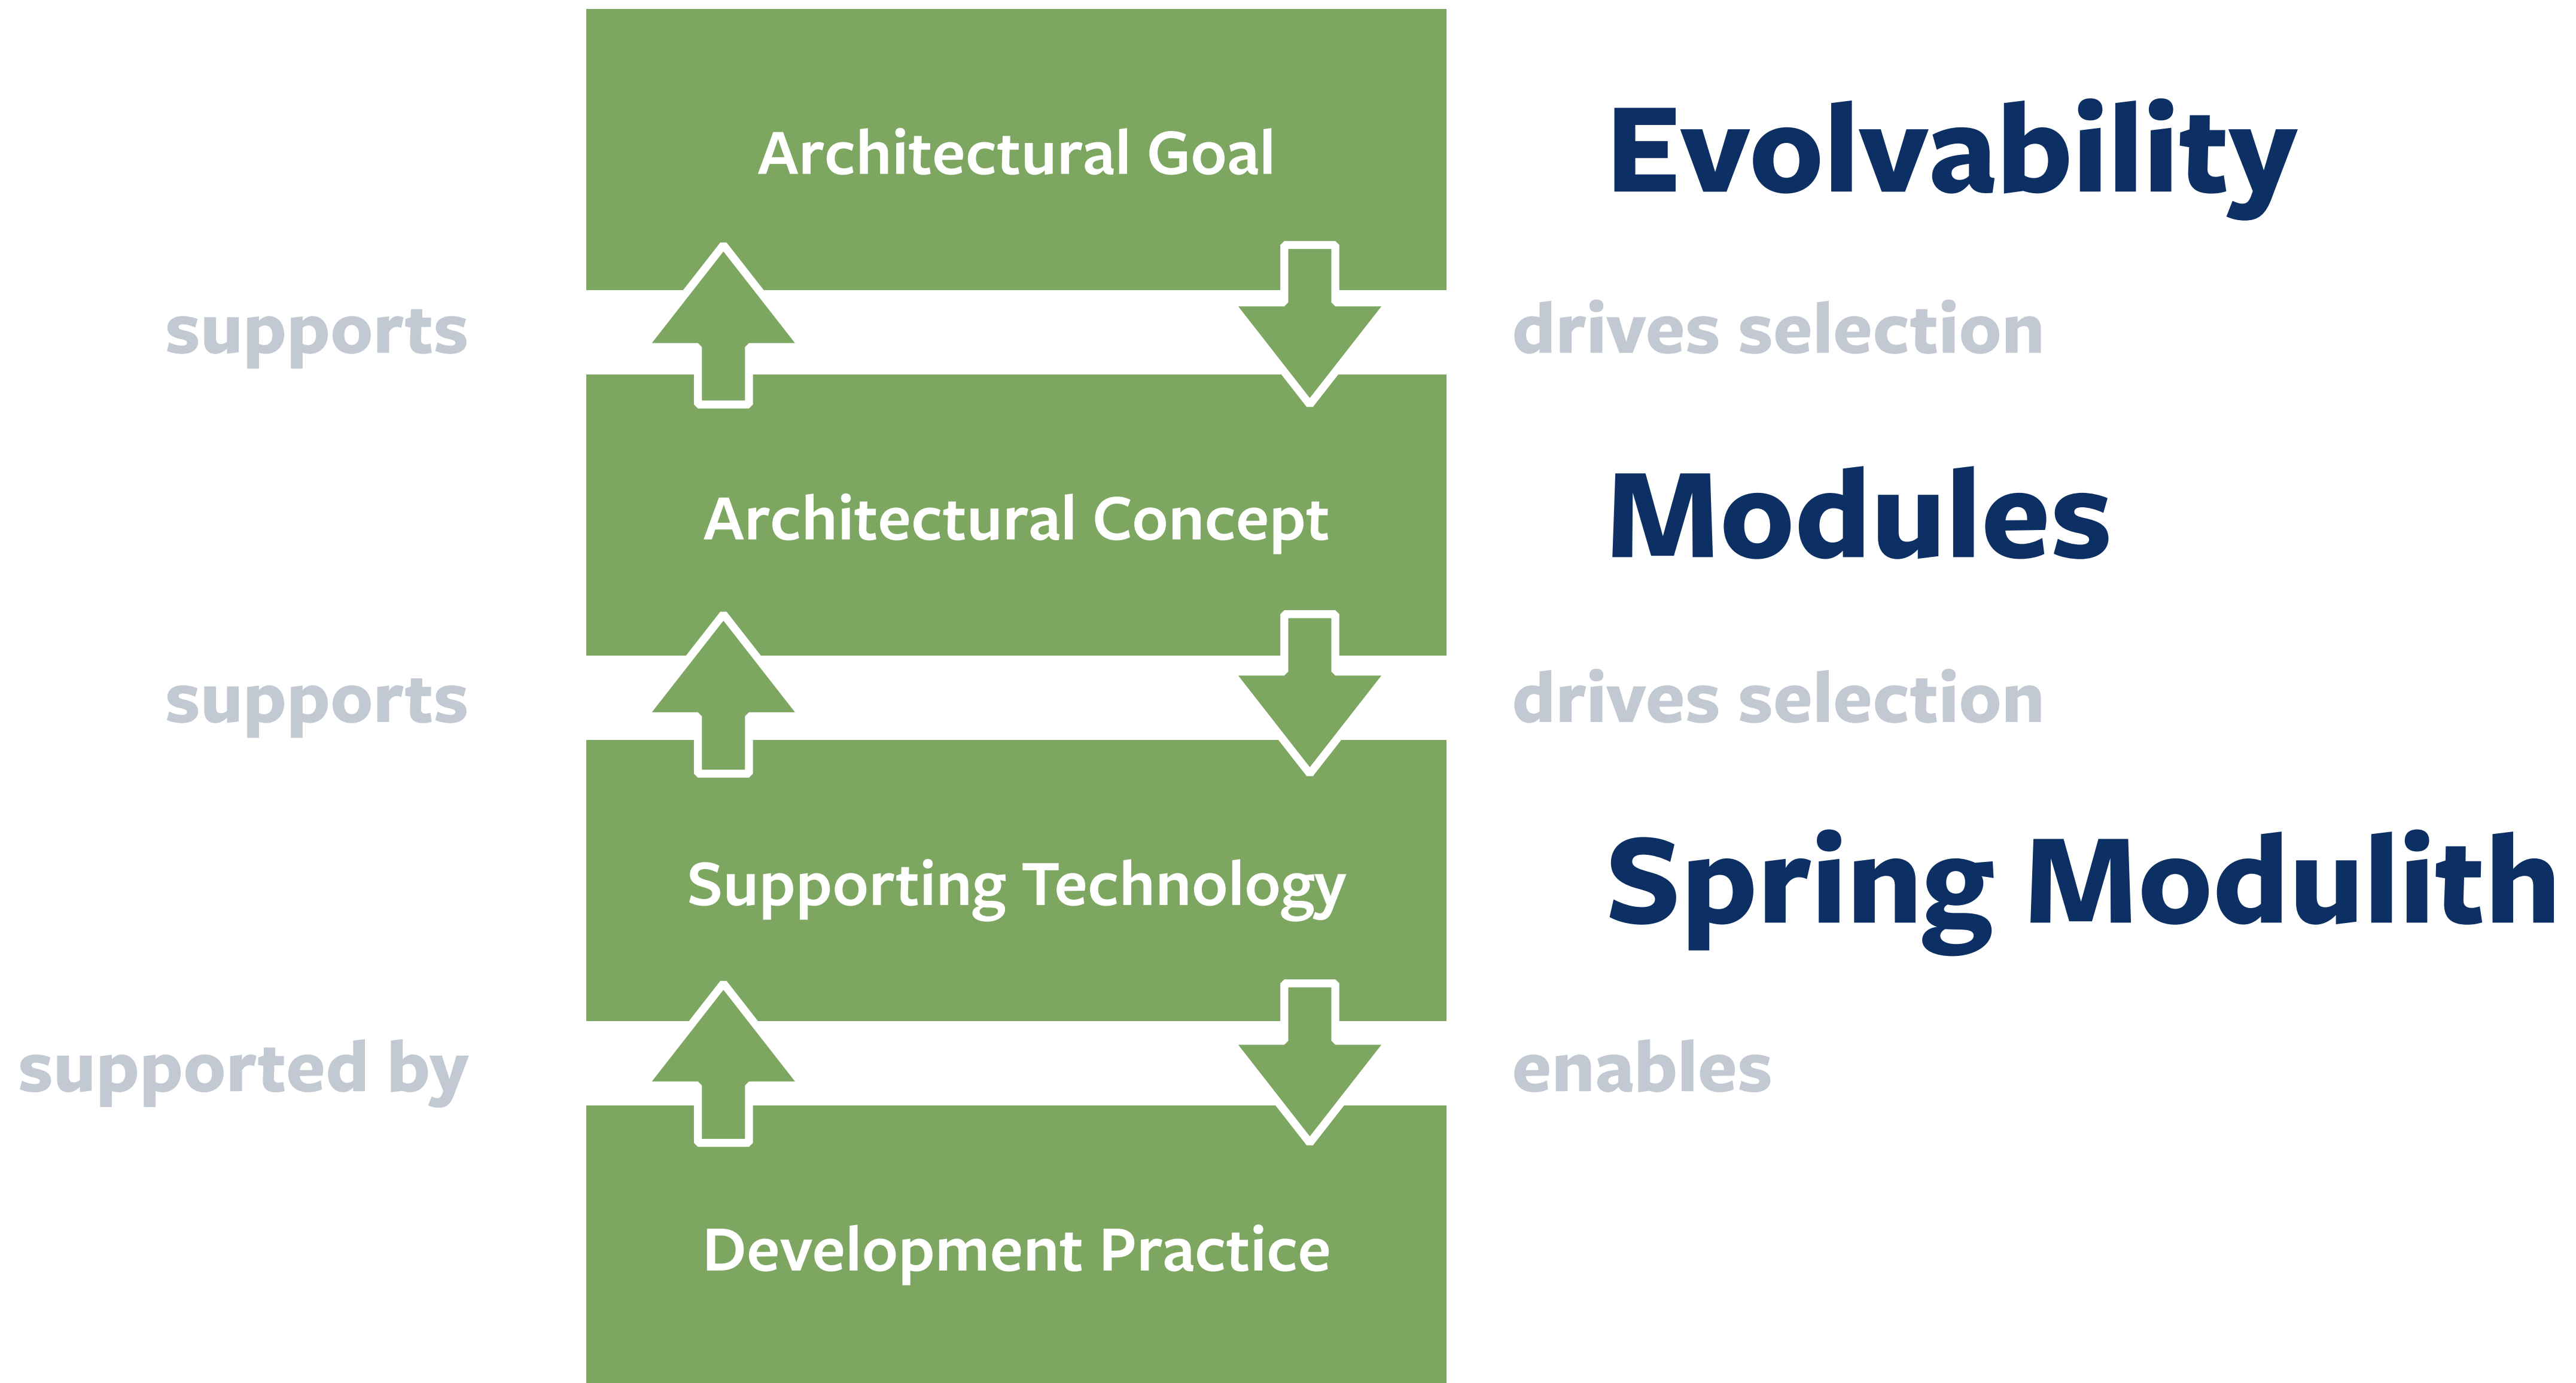 Architectural Goal
Evolvability
supports
drives selection
Architectural Concept
Modules
supports
drives selection
Supporting Technology
Spring Modulith
supported by
enables
Development Practice